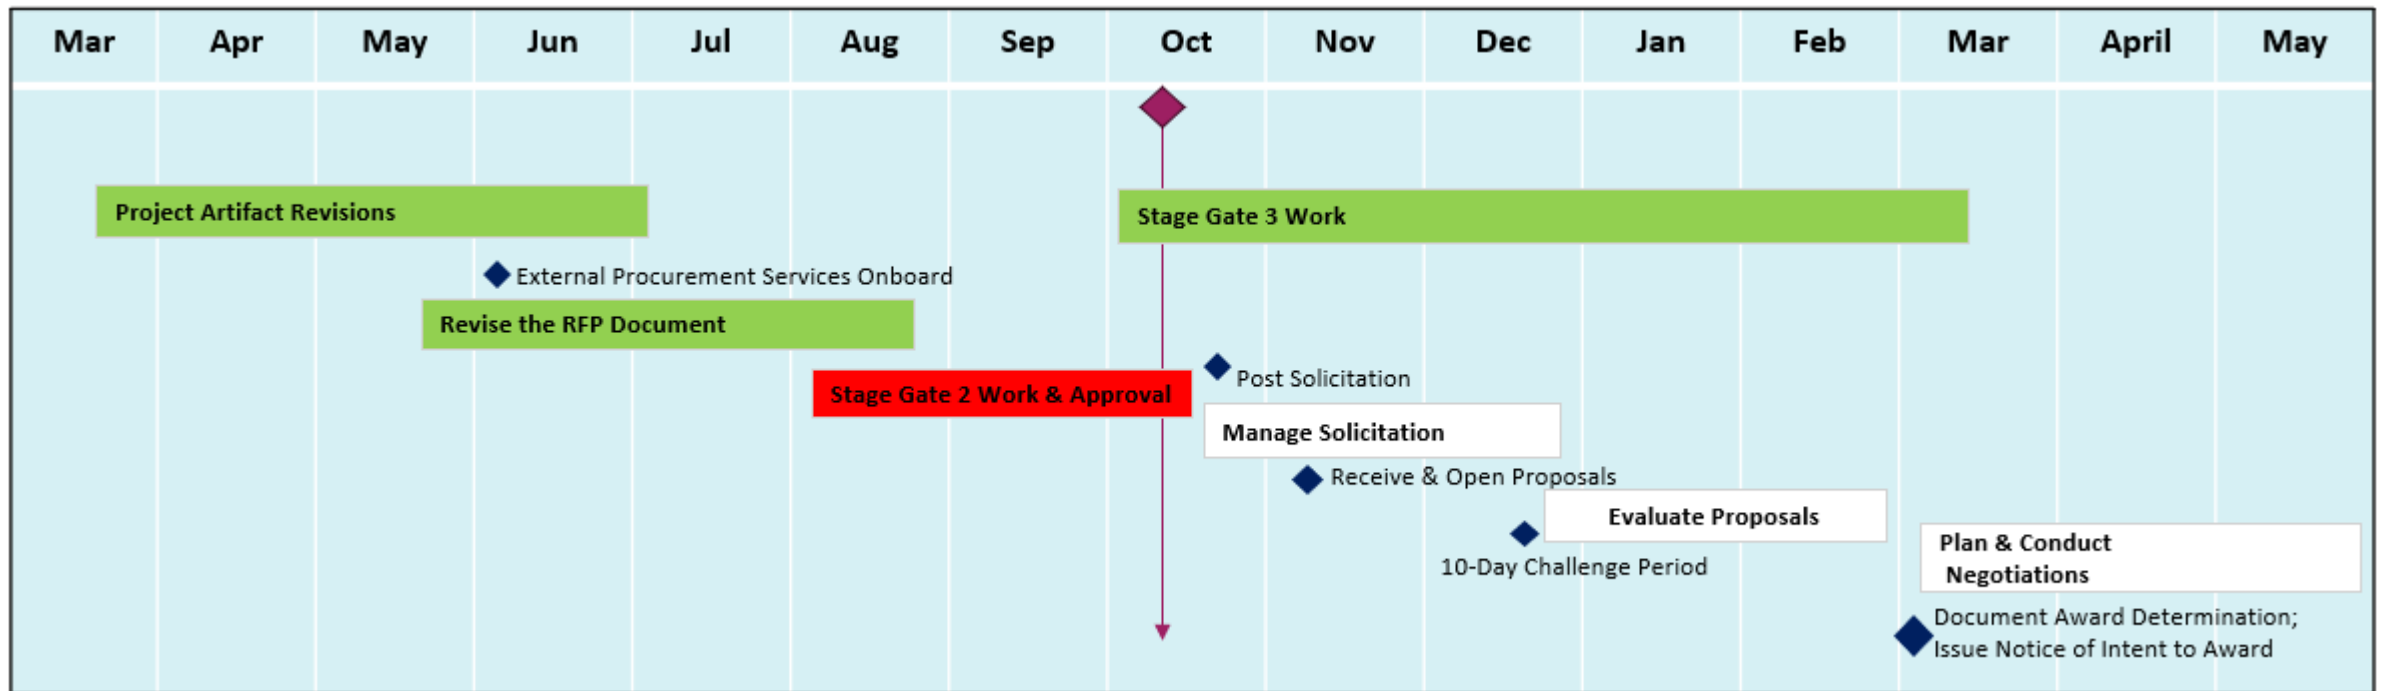 Mar Apr May Jun Jul Aug Sep Oct Nov Dec Jan Feb Mar April May
Project Artifact Revisions
Stage Gate 3 Work
External Procurement Services Onboard
Revise the RFP Document
Post Solicitation
Stage Gate 2 Work & Approval
Manage Solicitation
Receive & Open Proposals
Evaluate Proposals
10-Day Challenge Period
Plan & Conduct
Negotiations
Document Award Determination;
Issue Notice of Intent to Award